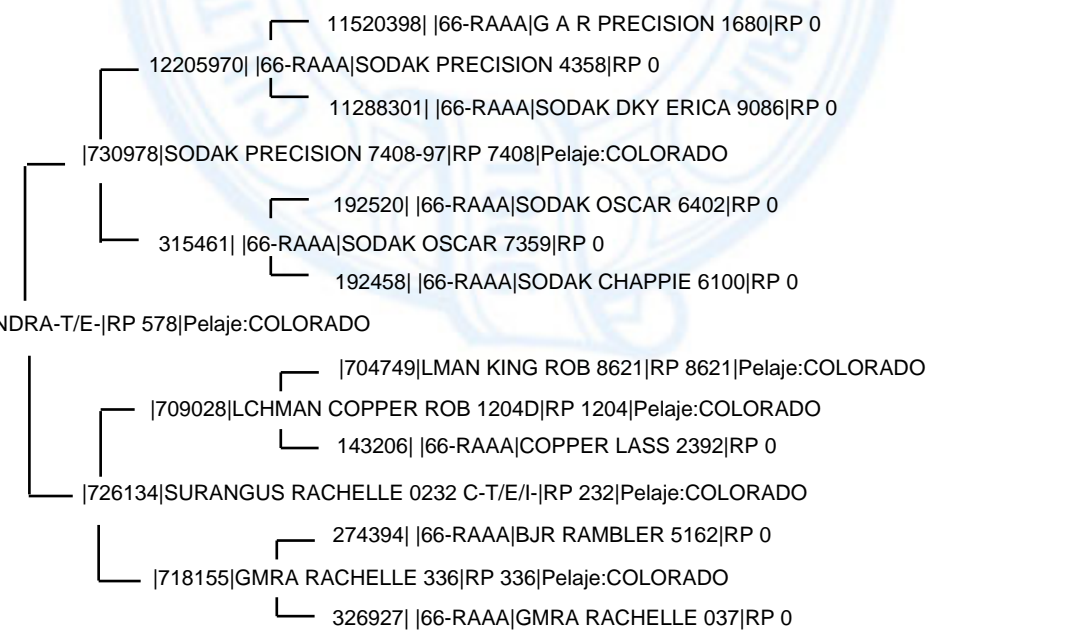 11520398| |66-RAAA|G A R PRECISION 1680|RP 0
12205970| |66-RAAA|SODAK PRECISION 4358|RP 0
11288301| |66-RAAA|SODAK DKY ERICA 9086|RP 0
|730978|SODAK PRECISION 7408-97|RP 7408|Pelaje:COLORADO
192520| |66-RAAA|SODAK OSCAR 6402|RP 0
315461| |66-RAAA|SODAK OSCAR 7359|RP 0
192458| |66-RAAA|SODAK CHAPPIE 6100|RP 0
NDRA-T/E-|RP 578|Pelaje:COLORADO
|704749|LMAN KING ROB 8621|RP 8621|Pelaje:COLORADO
|709028|LCHMAN COPPER ROB 1204D|RP 1204|Pelaje:COLORADO
143206| |66-RAAA|COPPER LASS 2392|RP 0
|726134|SURANGUS RACHELLE 0232 C-T/E/I-|RP 232|Pelaje:COLORADO
274394| |66-RAAA|BJR RAMBLER 5162|RP 0
|718155|GMRA RACHELLE 336|RP 336|Pelaje:COLORADO
326927| |66-RAAA|GMRA RACHELLE 037|RP 0